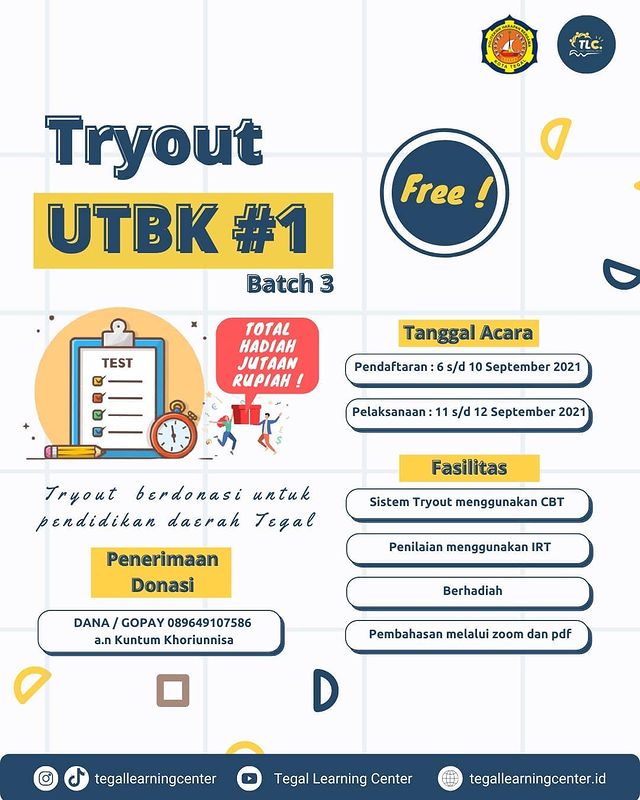 TLC.
KOTA TEGAL
Tryout
UTBK #1
Batch 3
Free !
TEST
TOTAL
HADIAH
JUTAAN
RUPIAH !
Tryout berdonasi untuk
pendidikan daerah Tegal
Penerimaan
Donasi
DANA / GOPAY 089649107586
a.n Kuntum Khoriunnisa
Tanggal Acara
Pendaftaran : 6 s/d 10 September 2021
Pelaksanaan : 11 s/d 12 September 2021
Fasilitas
Sistem Tryout menggunakan CBT
Penilaian menggunakan IRT
Berhadiah
Pembahasan melalui zoom dan pdf
tegallearningcenter
Tegal Learning Center
tegallearningcenter.id